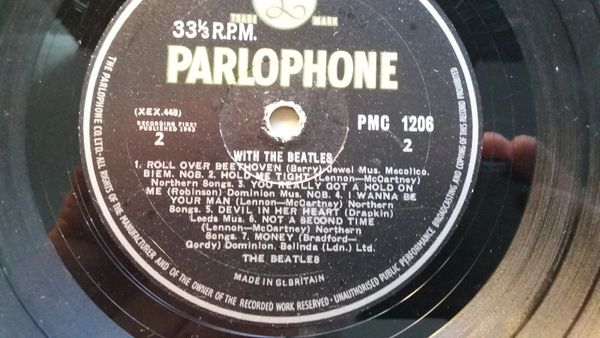 TRADE MARK
33⅓ R.P.M.
PARLOPHONE
(XEX.448)
RECORDING FIRST
PUBLISHED 1963
2
PMC 1206
2
WITH THE BEATLES
1. ROLL OVER BEETHOVEN (Berry) Jewel Mus. Macolico.
BIEM. NCB. 2. HOLD ME TIGHT (Lennon—McCartney)
Northern Songs. 3. YOU REALLY GOT A HOLD ON
ME (Robinson) Dominion Mus. NCB. 4. I WANNA BE
YOUR MAN (Lennon—McCartney) Northern
Songs. 5. DEVIL IN HER HEART (Drapkin)
Leeds Mus. 6. NOT A SECOND TIME
(Lennon—McCartney) Northern
Songs. 7. MONEY (Bradford—
Gordy) Dominion. Belinda (Ldn.) Ltd.
THE BEATLES
MADE IN Gt. BRITAIN
THE PARLOPHONE CO. LTD. ALL RIGHTS OF THE MANUFACTURER AND OF THE OWNER OF THE RECORDED WORK RESERVED · UNAUTHORISED PUBLIC PERFORMANCE BROADCASTING AND COPYING OF THIS RECORD PROHIBITED